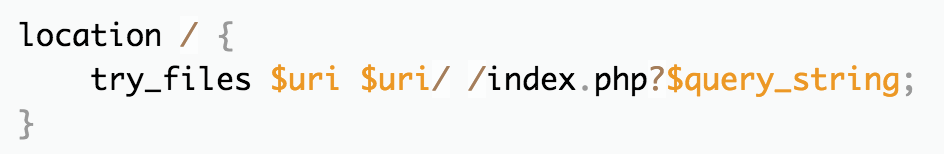 location / {
    try_files $uri $uri/ /index.php?$query_string;
}